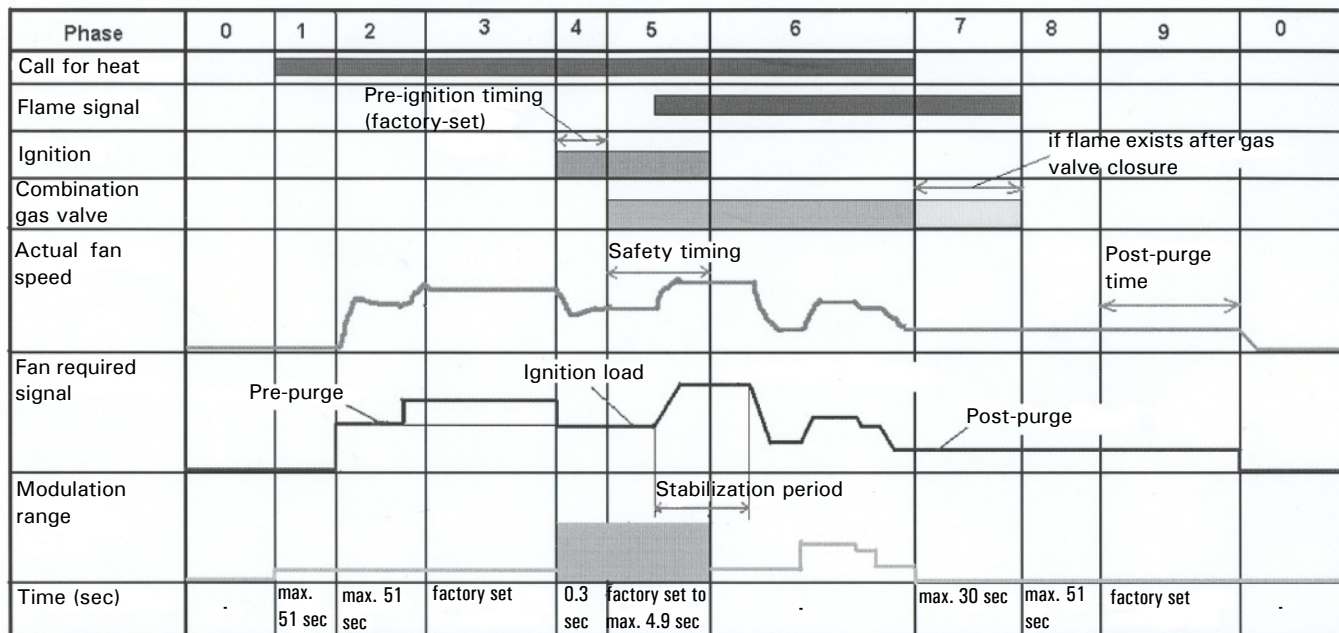 Phase 0 1 2 3 4 5 6 7 8 9 0
Call for heat
Flame signal
Pre-ignition timing
(factory-set)
Ignition
if flame exists after gas
valve closure
Combination
gas valve
Actual fan
speed
Safety timing
Post-purge
time
Fan required
signal
Pre-purge
Ignition load
Post-purge
Modulation
range
Stabilization period
Time (sec)
-
max.
51 sec
max. 51
sec
factory set
0.3
sec
factory set to
max. 4.9 sec
-
max. 30 sec
max. 51
sec
factory set
-